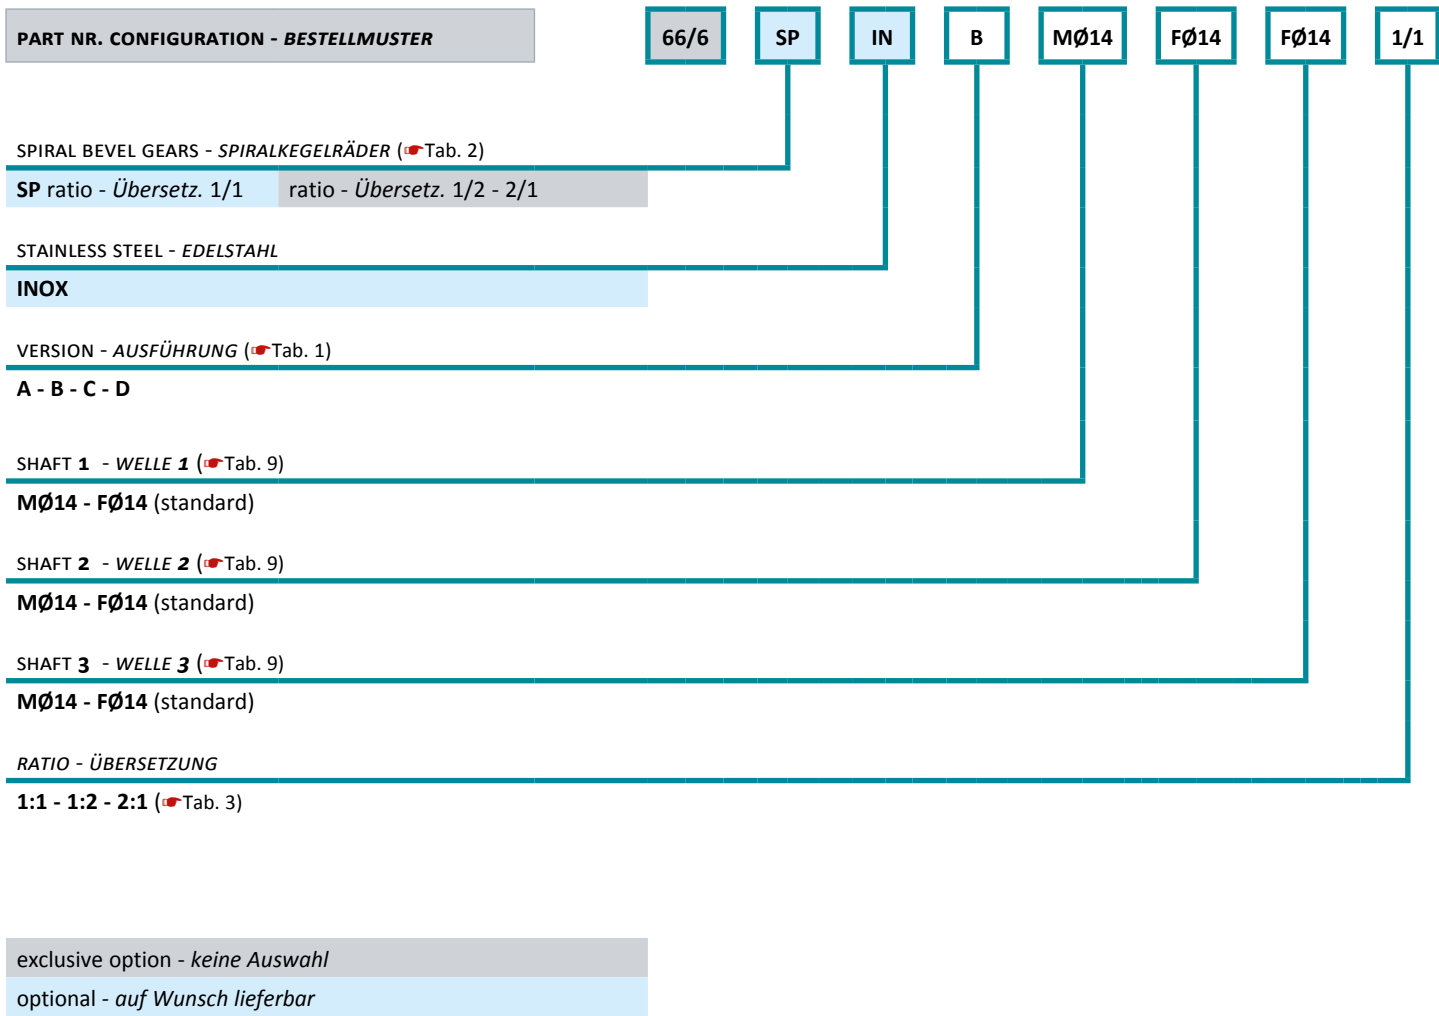 PART NR. CONFIGURATION - BESTELLMUSTER 66/6 SP IN B MØ14 FØ14 FØ14 1/1
SPIRAL BEVEL GEARS - SPIRALKEGELRÄDER (☛Tab. 2)
SP ratio - Übersetz. 1/1 ratio - Übersetz. 1/2 - 2/1
STAINLESS STEEL - EDELSTAHL
INOX
VERSION - AUSFÜHRUNG (☛Tab. 1)
A - B - C - D
SHAFT 1 - WELLE 1 (☛Tab. 9)
MØ14 - FØ14 (standard)
SHAFT 2 - WELLE 2 (☛Tab. 9)
MØ14 - FØ14 (standard)
SHAFT 3 - WELLE 3 (☛Tab. 9)
MØ14 - FØ14 (standard)
RATIO - ÜBERSETZUNG
1:1 - 1:2 - 2:1 (☛Tab. 3)
exclusive option - keine Auswahl
optional - auf Wunsch lieferbar